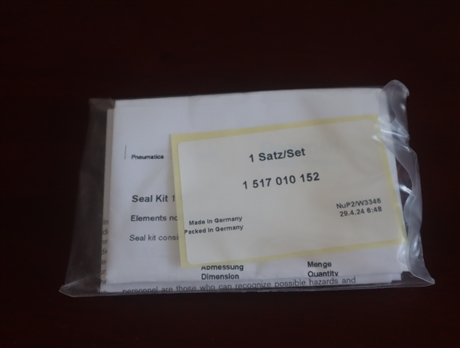 Pneumatics
1 Satz/Set
1 517 010 152
Seal Kit
NuP2/W3346
29.4.24 6:48
Elements
Made in Germany
Packed in Germany
Seal kit
Abmessung
Menge
Dimension
Quantity
personnel are those who can recognize possible hazards and